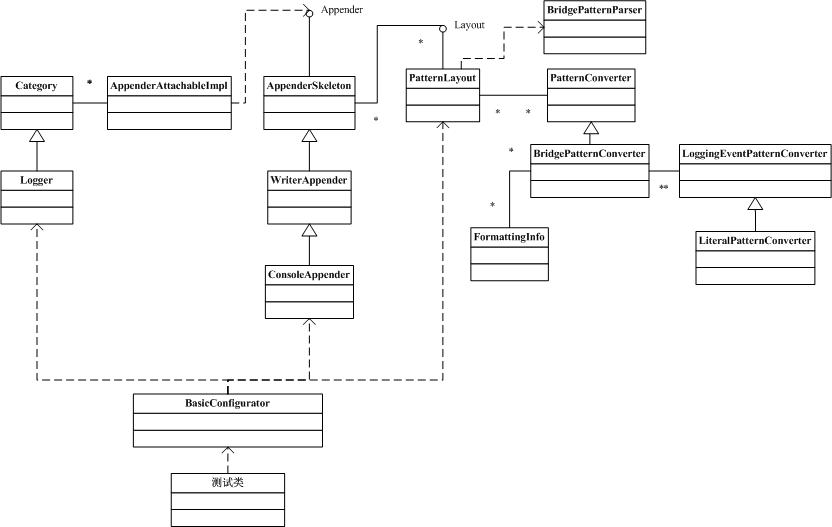 BridgePatternParser
Appender
Layout
*
*
Category
AppenderAttachableImpl
AppenderSkeleton
PatternLayout
PatternConverter
*
*
*
*
BridgePatternConverter
LoggingEventPatternConverter
Logger
WriterAppender
**
*
FormattingInfo
LiteralPatternConverter
ConsoleAppender
BasicConfigurator
测试类